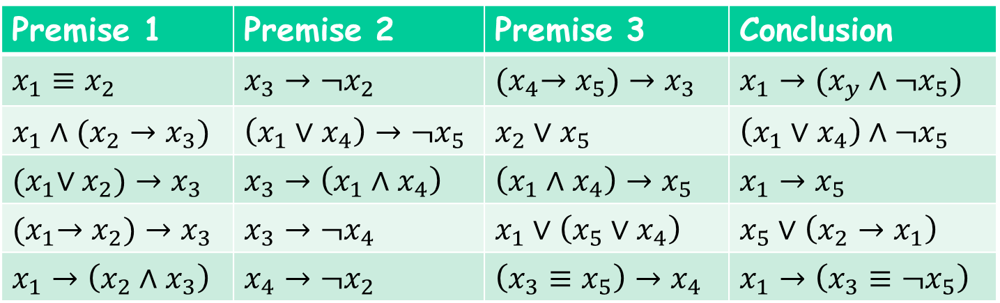 Premise 1 Premise 2 Premise 3 Conclusion
x₁ ≡ x₂ x₃ → ¬x₂ (x₄→ x₅) → x₃ x₁ → (x_y ∧ ¬x₅)
x₁ ∧ (x₂ → x₃) (x₁ ∨ x₄) → ¬x₅ x₂ ∨ x₅ (x₁ ∨ x₄) ∧ ¬x₅
(x₁∨ x₂) → x₃ x₃ → (x₁ ∧ x₄) (x₁ ∧ x₄) → x₅ x₁ → x₅
(x₁→ x₂) → x₃ x₃ → ¬x₄ x₁ ∨ (x₅ ∨ x₄) x₅ ∨ (x₂ → x₁)
x₁ → (x₂ ∧ x₃) x₄ → ¬x₂ (x₃ ≡ x₅) → x₄ x₁ → (x₃ ≡ ¬x₅)